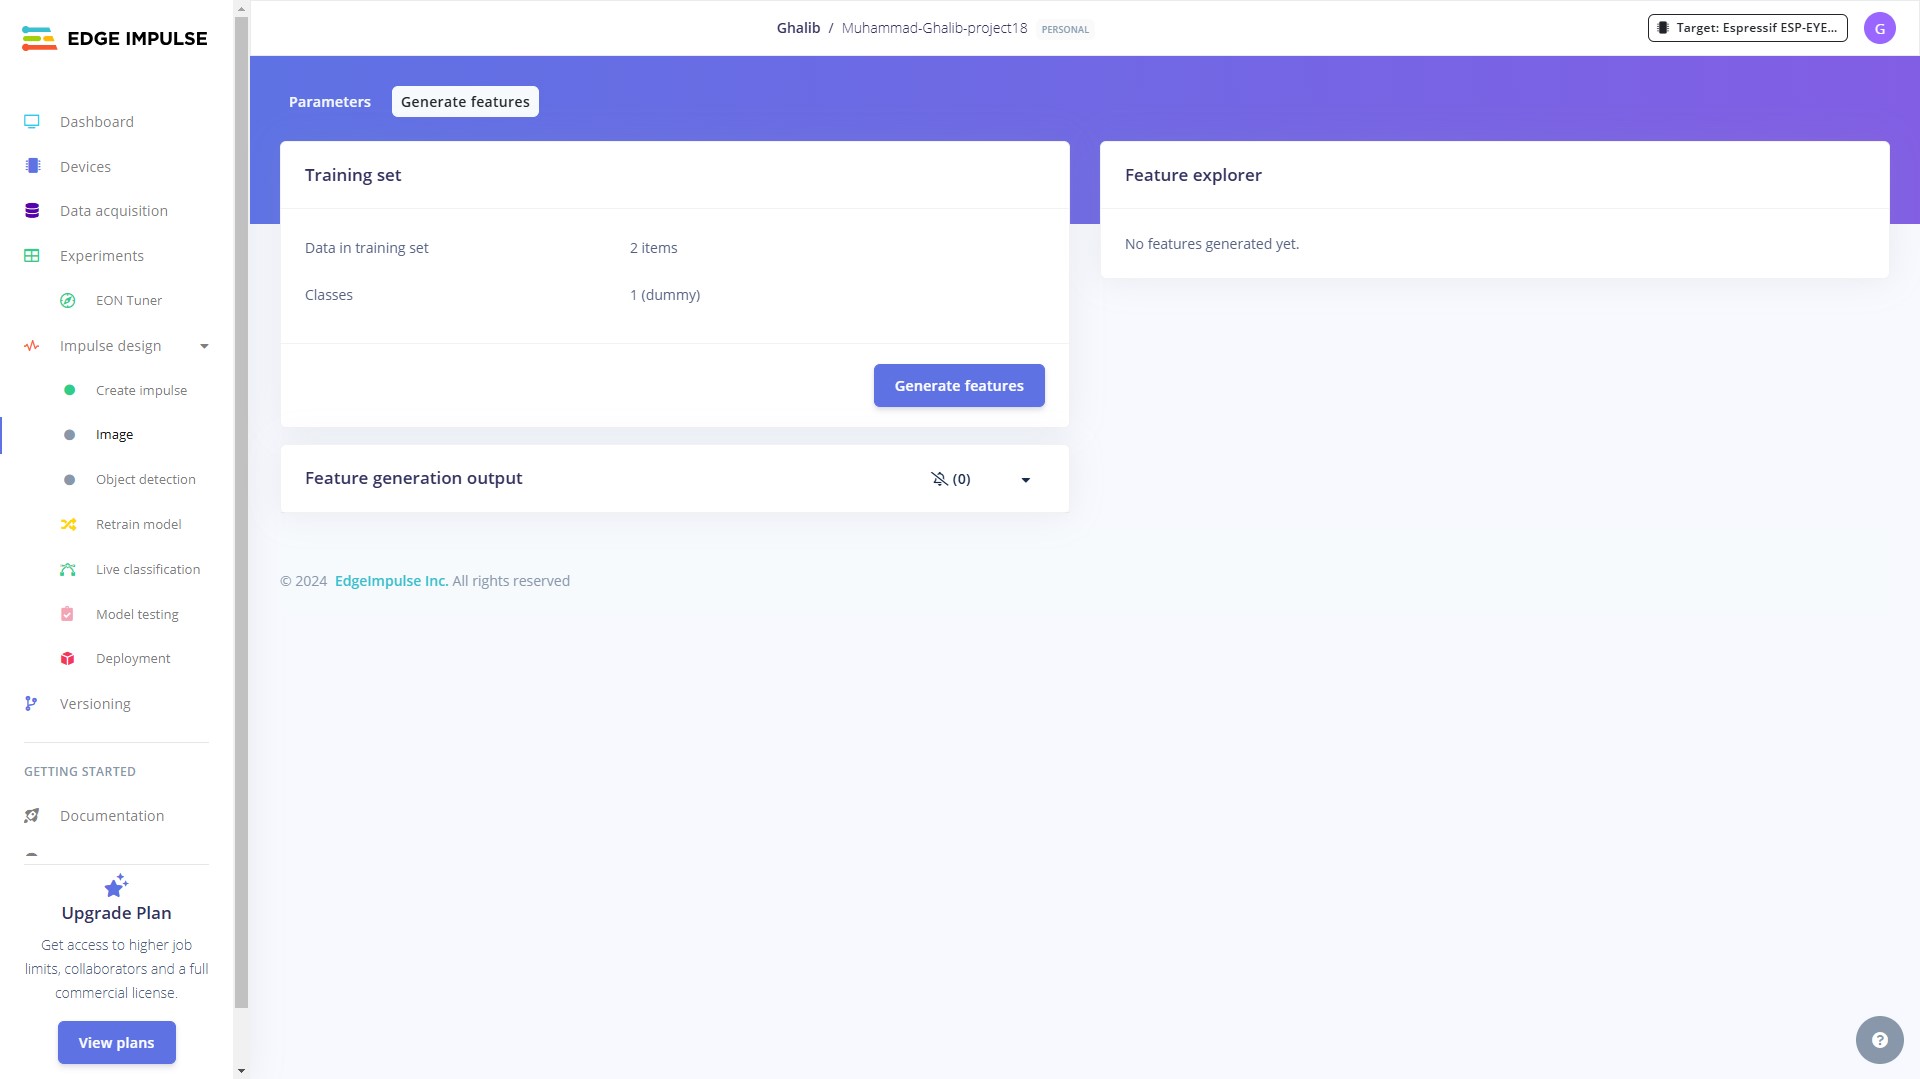 EDGE IMPULSE
Ghalib / Muhammad-Ghalib-project18 PERSONAL
Target: Espressif ESP-EYE...
G
Dashboard
Devices
Data acquisition
Experiments
EON Tuner
Impulse design
Create impulse
Image
Object detection
Retrain model
Live classification
Model testing
Deployment
Versioning
GETTING STARTED
Documentation
Upgrade Plan
Get access to higher job
limits, collaborators and a full
commercial license.
View plans
Parameters
Generate features
Training set
Data in training set 2 items
Classes 1 (dummy)
Generate features
Feature generation output (0)
Feature explorer
No features generated yet.
© 2024 EdgeImpulse Inc. All rights reserved
?